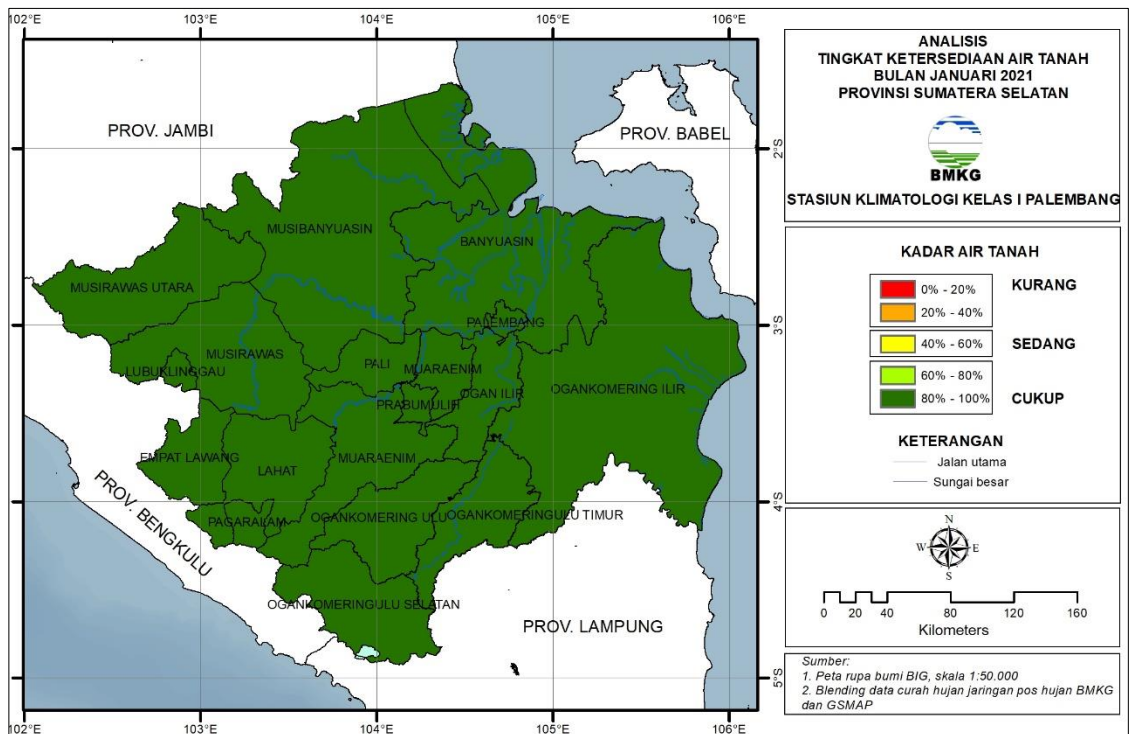 102°E
103°E
104°E
105°E
106°E
2°S
3°S
4°S
5°S
102°E
103°E
104°E
105°E
106°E
PROV. JAMBI
PROV. BABEL
MUSIBANYUASIN
BANYUASIN
MUSIRAWAS UTARA
PALEMBANG
MUSIRAWAS
PALI
MUARAENIM
LUBUKLINGGAU
OGAN ILIR
OGANKOMERING ILIR
PRABUMULIH
EMPAT LAWANG
LAHAT
MUARAENIM
PAGARALAM
OGANKOMERING ULU
OGANKOMERINGULU TIMUR
PROV. BENGKULU
OGANKOMERINGULU SELATAN
PROV. LAMPUNG
ANALISIS
TINGKAT KETERSEDIAAN AIR TANAH
BULAN JANUARI 2021
PROVINSI SUMATERA SELATAN
BMKG
STASIUN KLIMATOLOGI KELAS I PALEMBANG
KADAR AIR TANAH
0% - 20%
KURANG
20% - 40%
40% - 60%
SEDANG
60% - 80%
80% - 100%
CUKUP
KETERANGAN
Jalan utama
Sungai besar
N
W
E
S
0 20 40 80 120 160
Kilometers
Sumber:
1. Peta rupa bumi BIG, skala 1:50.000
2. Blending data curah hujan jaringan pos hujan BMKG
dan GSMAP